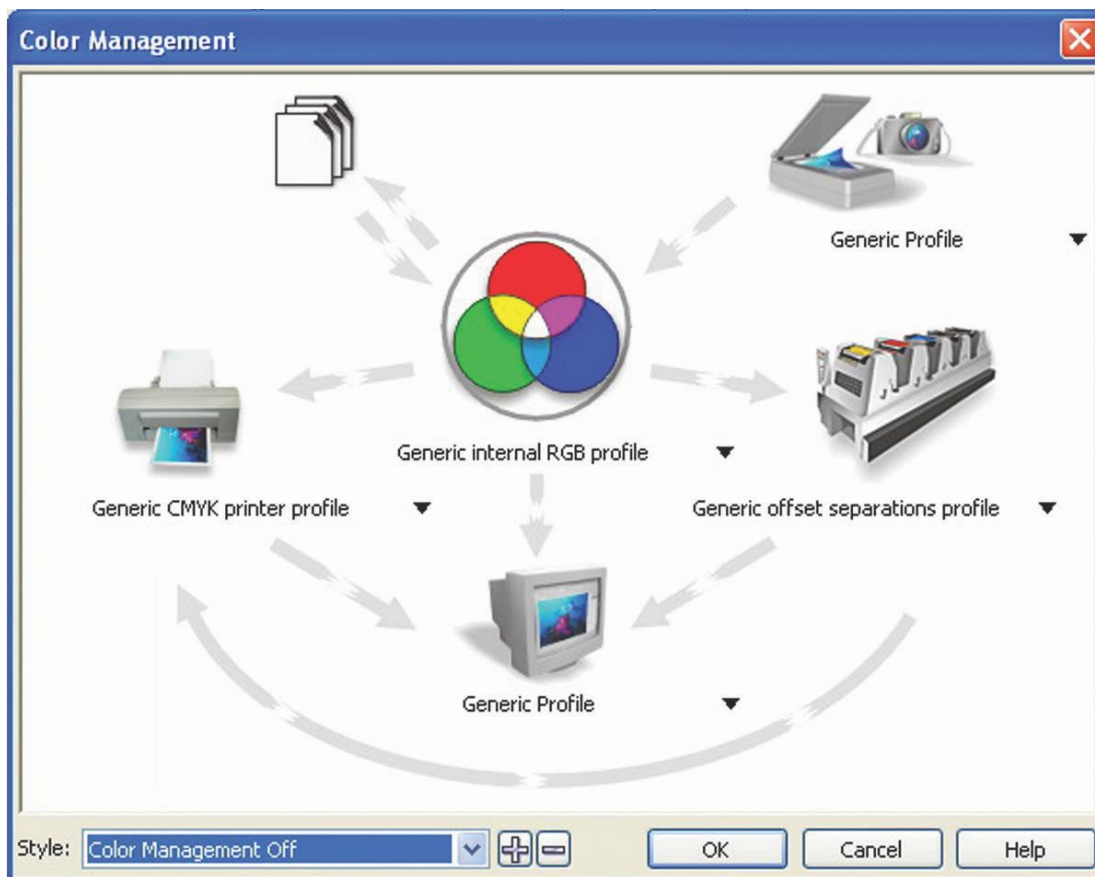 Color Management
Generic Profile
Generic internal RGB profile
Generic CMYK printer profile
Generic offset separations profile
Generic Profile
Style: Color Management Off
OK
Cancel
Help